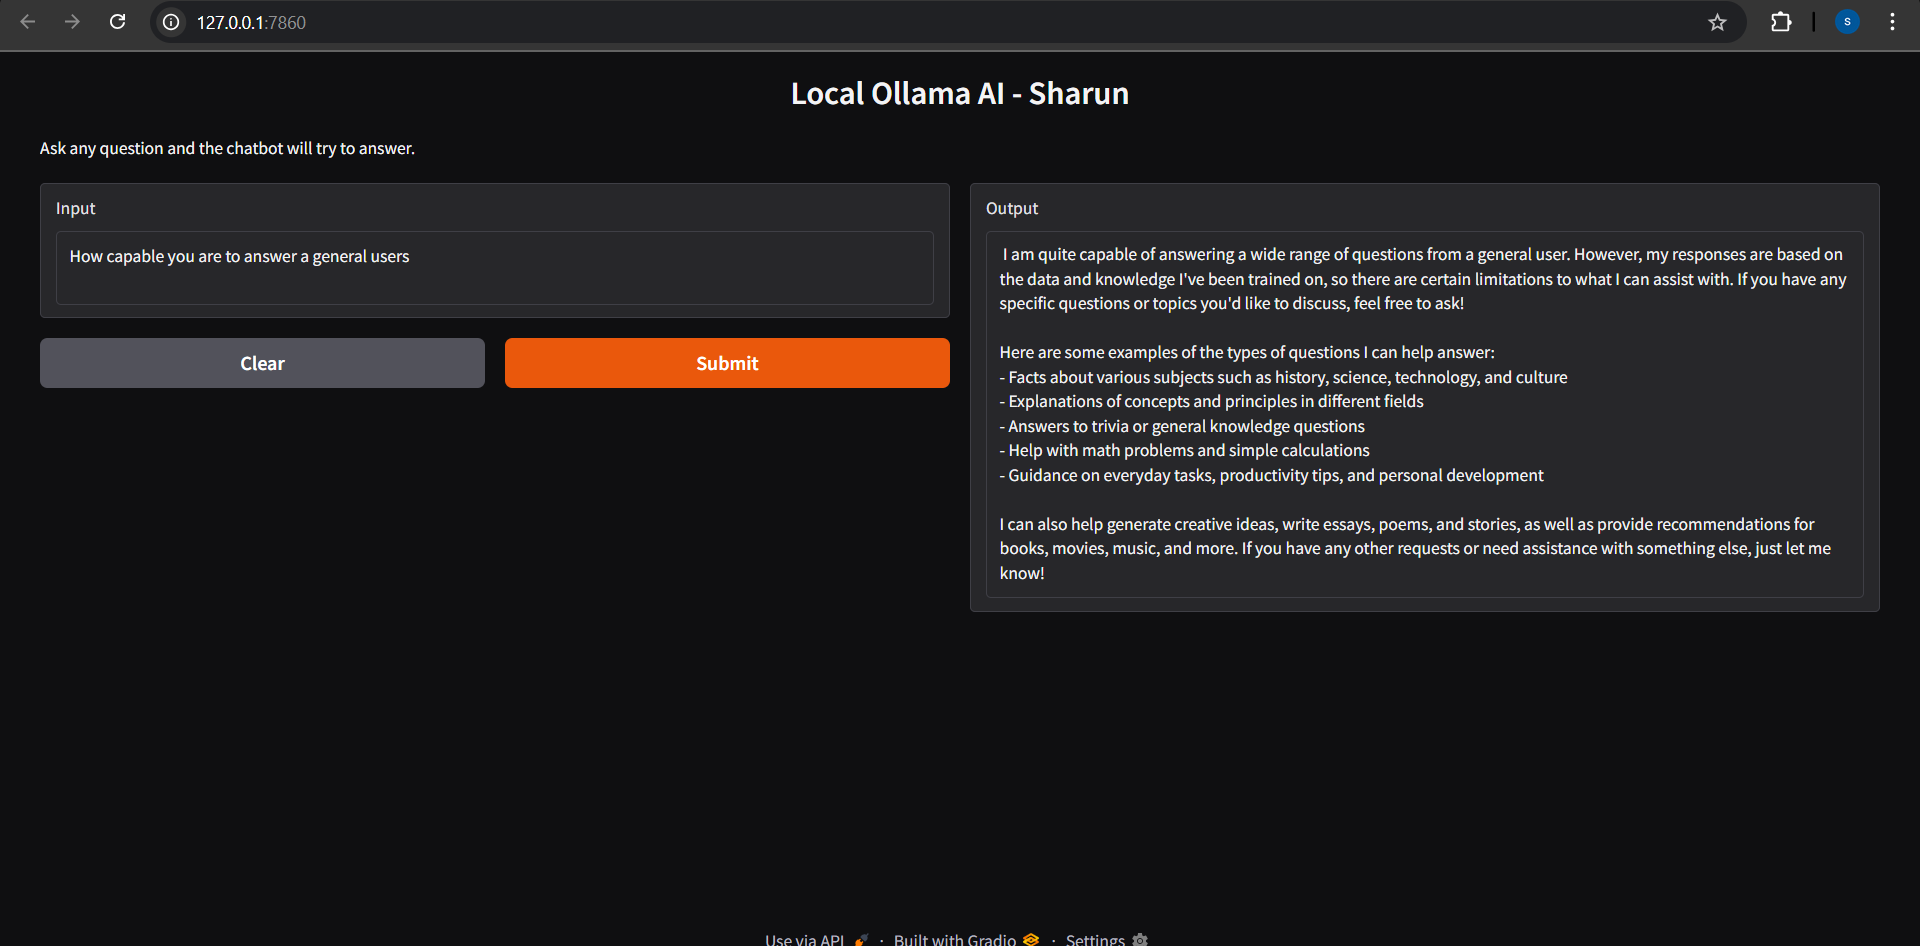 127.0.0.1:7860
S
Local Ollama AI - Sharun
Ask any question and the chatbot will try to answer.
Input
How capable you are to answer a general users
Clear
Submit
Output
I am quite capable of answering a wide range of questions from a general user. However, my responses are based on
the data and knowledge I've been trained on, so there are certain limitations to what I can assist with. If you have any
specific questions or topics you'd like to discuss, feel free to ask!
Here are some examples of the types of questions I can help answer:
- Facts about various subjects such as history, science, technology, and culture
- Explanations of concepts and principles in different fields
- Answers to trivia or general knowledge questions
- Help with math problems and simple calculations
- Guidance on everyday tasks, productivity tips, and personal development
I can also help generate creative ideas, write essays, poems, and stories, as well as provide recommendations for
books, movies, music, and more. If you have any other requests or need assistance with something else, just let me
know!
Use via API · Built with Gradio · Settings